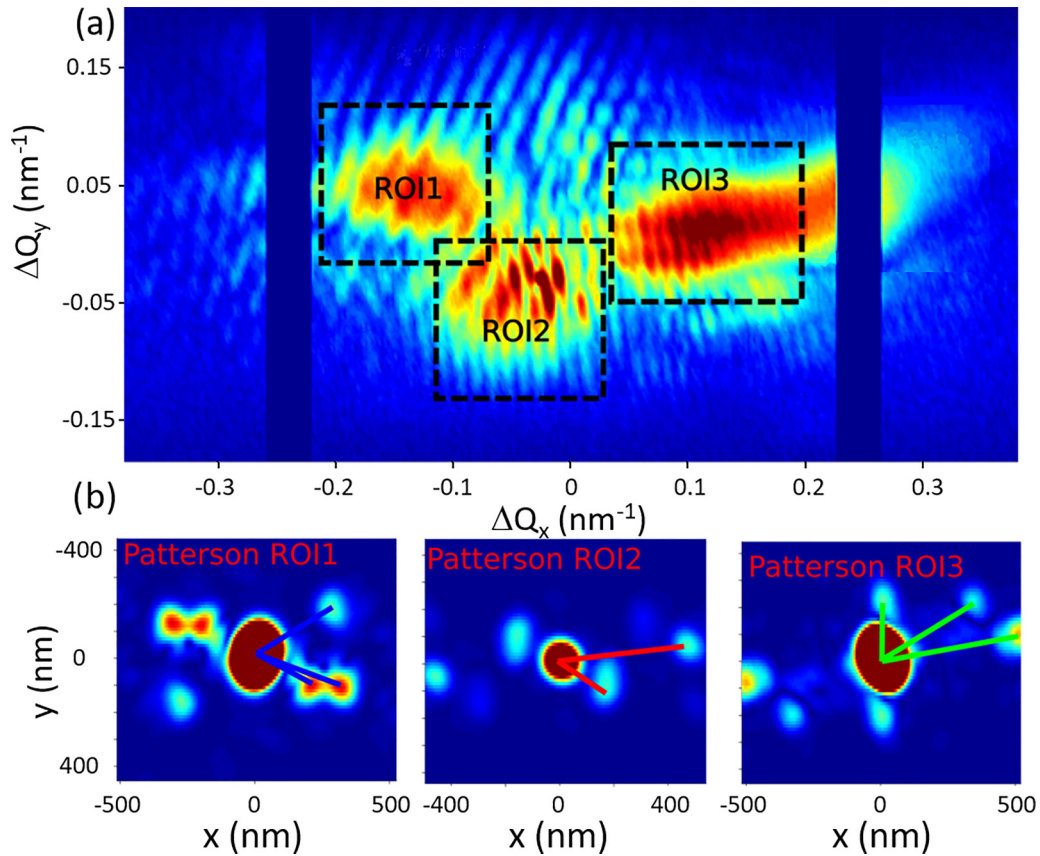 (a)
0.15
0.05
-0.05
-0.15
ΔQy (nm-1)
ROI1
ROI2
ROI3
-0.3 -0.2 -0.1 0 0.1 0.2 0.3
ΔQx (nm-1)
(b)
Patterson ROI1
Patterson ROI2
Patterson ROI3
-400
0
400
y (nm)
-500 0 500
-400 0 400
-500 0 500
x (nm)
x (nm)
x (nm)